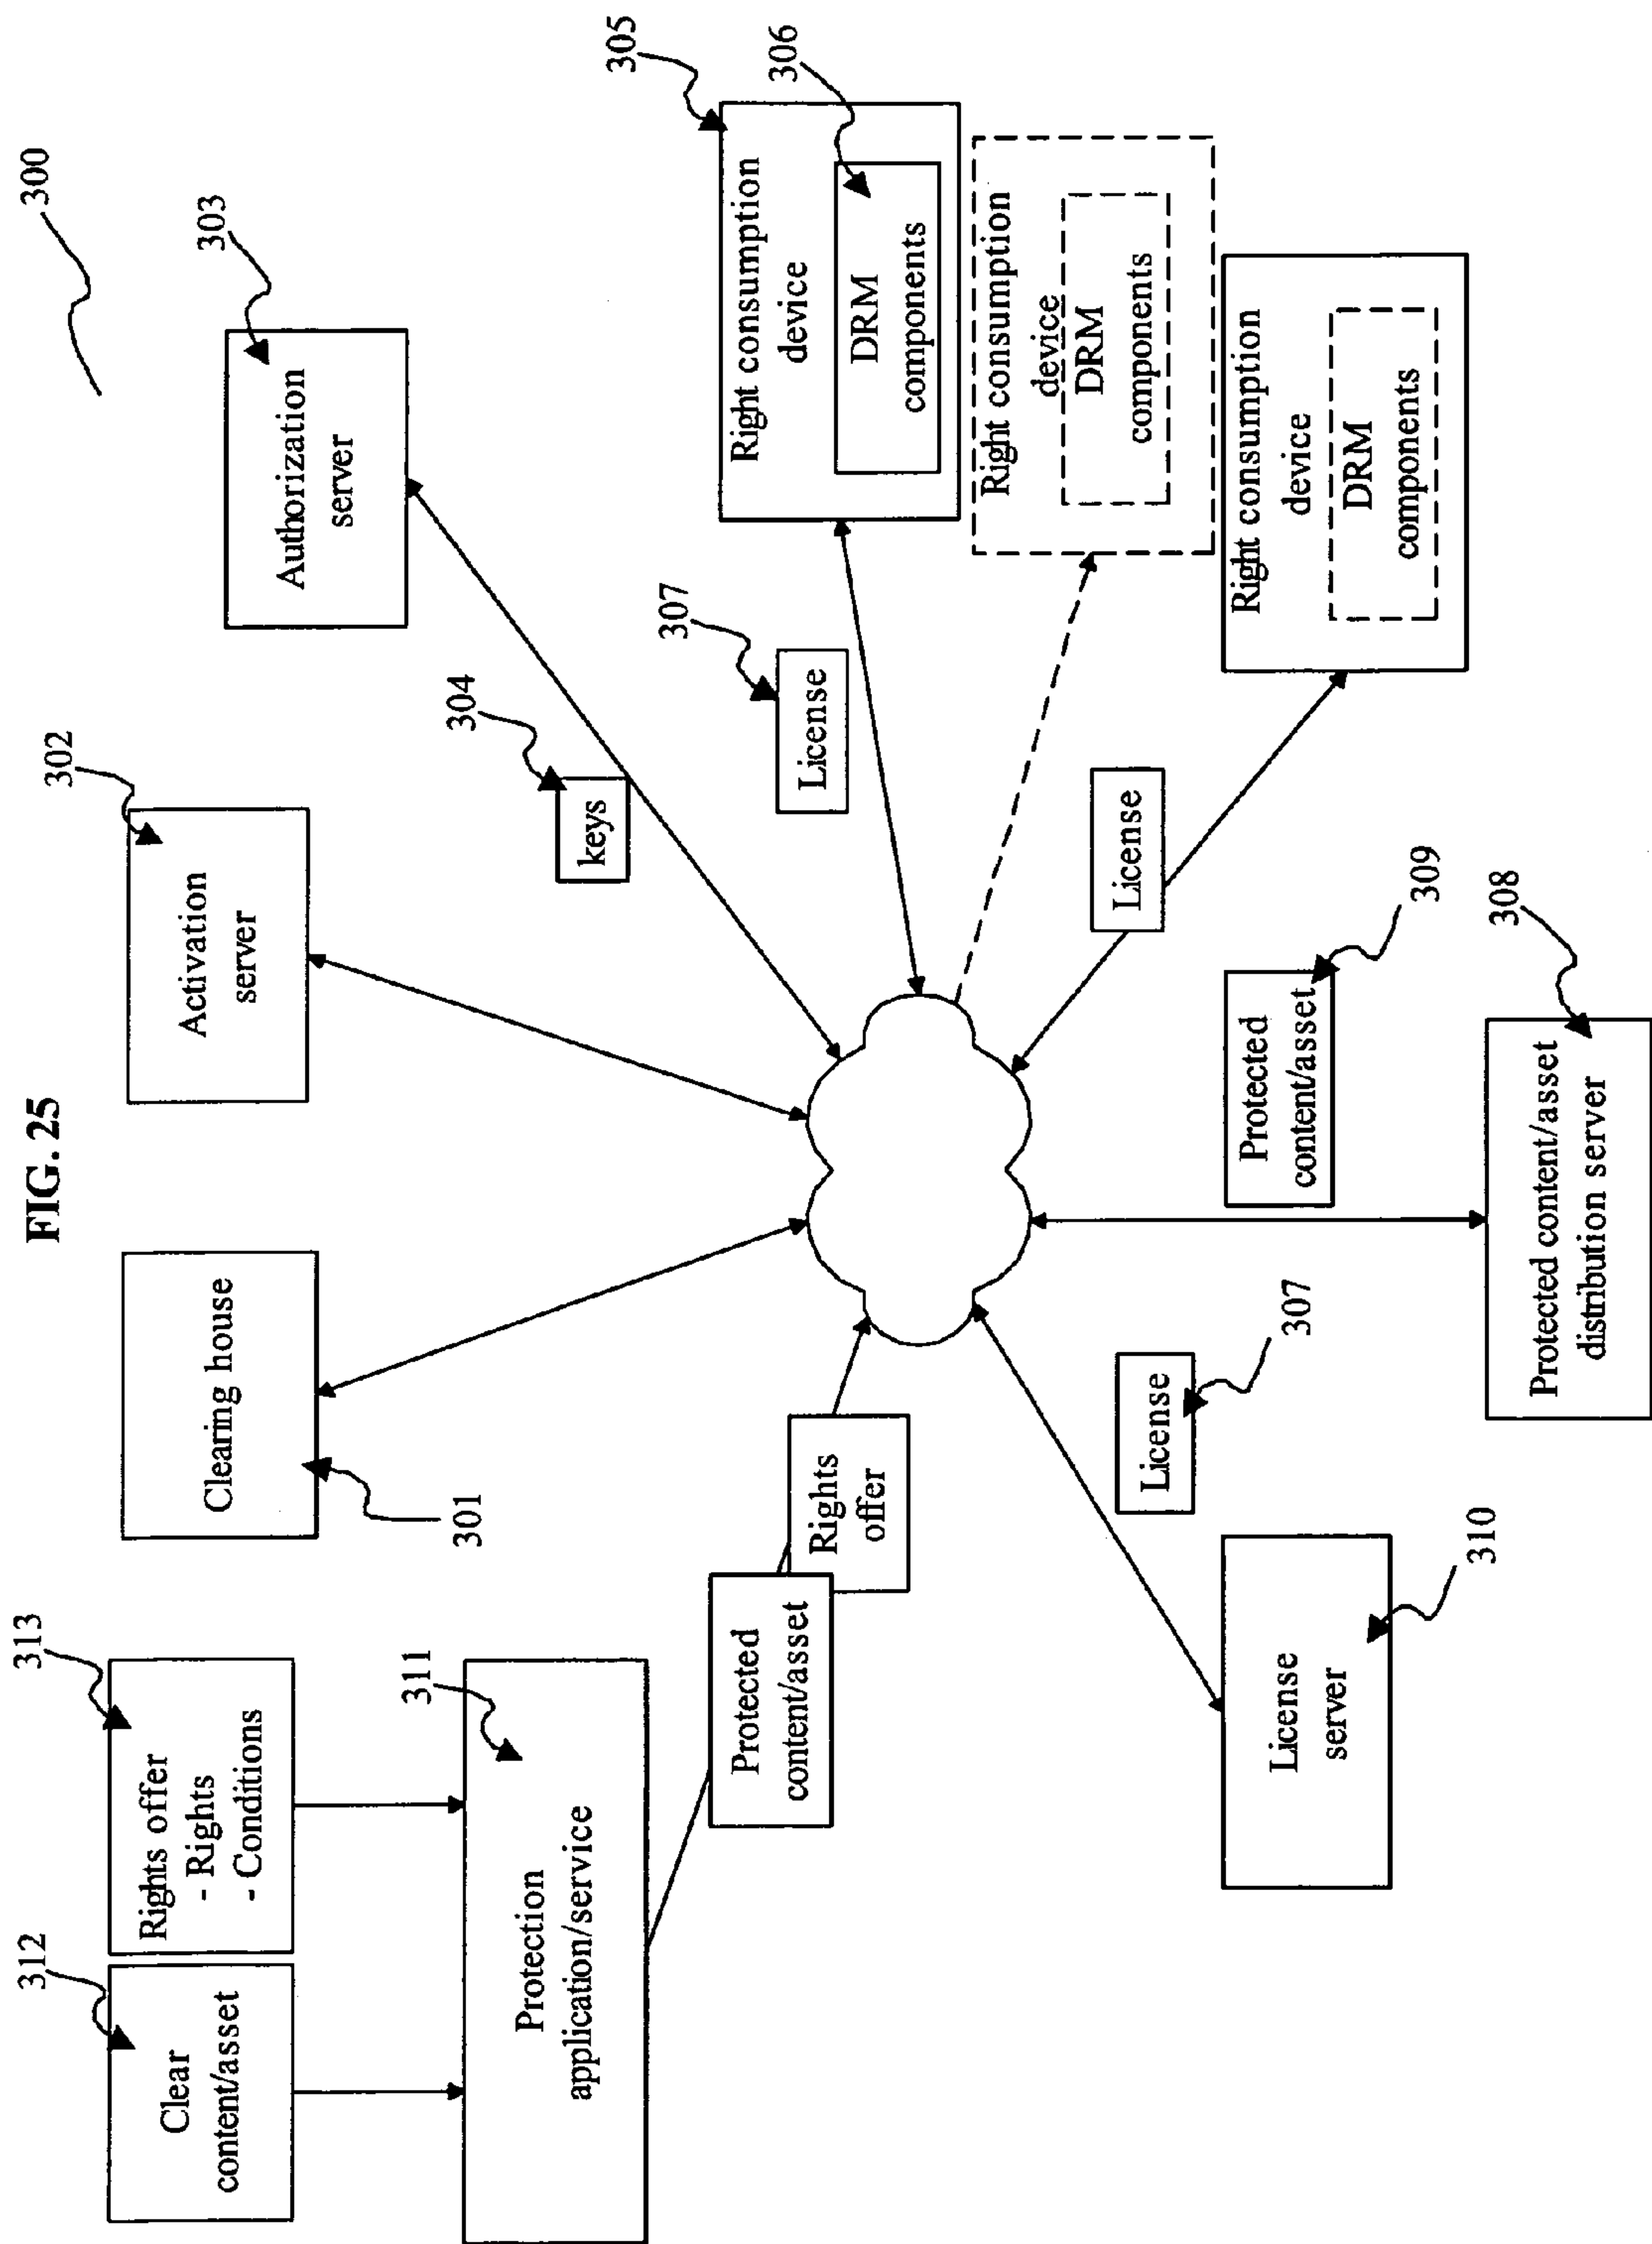 FIG. 25
300
312
Clear
content/asset
313
Rights offer
- Rights
- Conditions
Protection
application/service
311
Clearing house
301
Activation
server
302
Authorization
server
303
keys
304
Protected
content/asset
Rights
offer
License
307
Right consumption
device
305
DRM
components
306
Right consumption
device
DRM
components
License
Right consumption
device
DRM
components
License
server
310
License
307
Protected
content/asset
309
Protected content/asset
distribution server
308